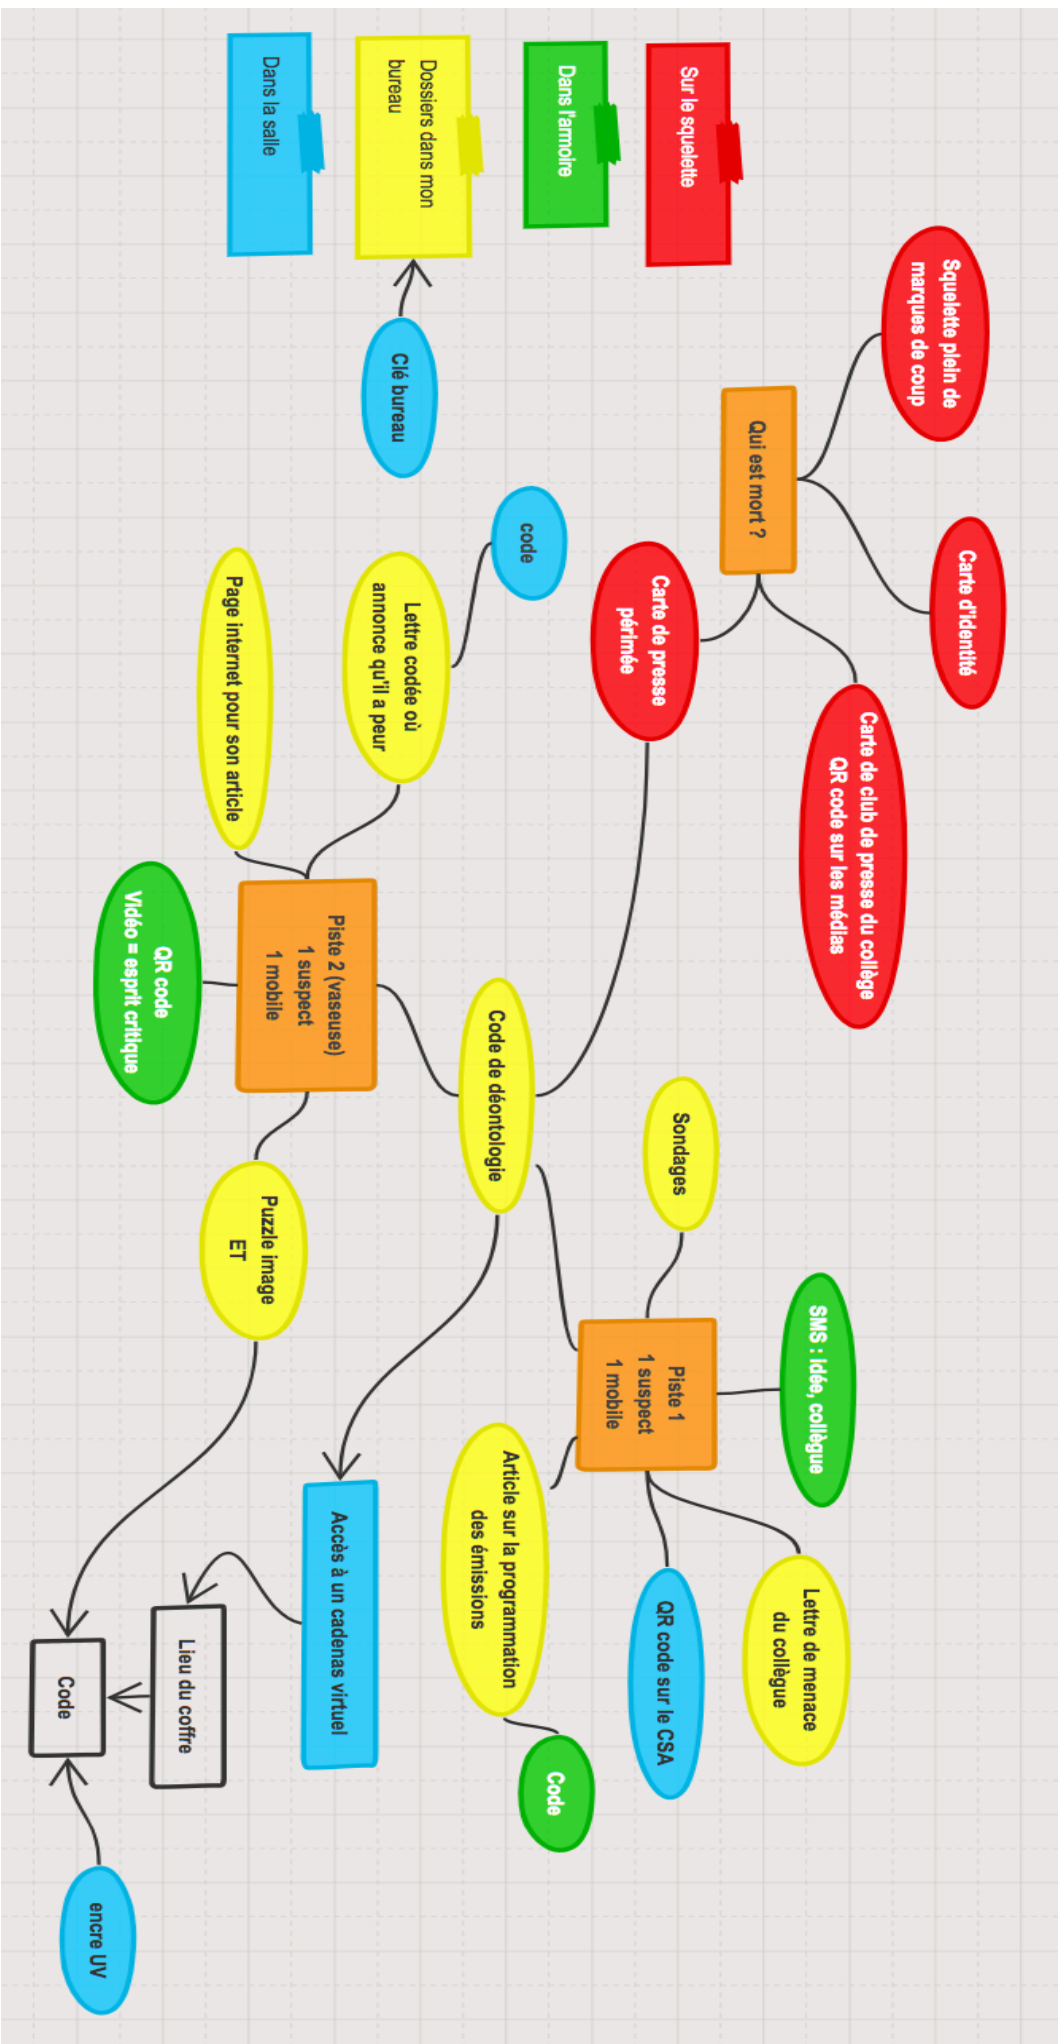 Sur le squelette
Dans l'armoire
Dossiers dans mon
bureau
Dans la salle
Clé bureau
Squelette plein de
marques de coup
Carte d'identité
Qui est mort ?
Carte de club de presse du collège
QR code sur les médias
Carte de presse
périmée
code
Lettre codée où
annonce qu'il a peur
Page internet pour son article
Piste 2 (vaseuse)
1 suspect
1 mobile
QR code
Vidéo = esprit critique
Code de déontologie
Puzzle image
ET
Sondages
SMS : idée, collègue
Piste 1
1 suspect
1 mobile
Lettre de menace
du collègue
QR code sur le CSA
Article sur la programmation
des émissions
Code
Accès à un cadenas virtuel
Lieu du coffre
Code
encre UV